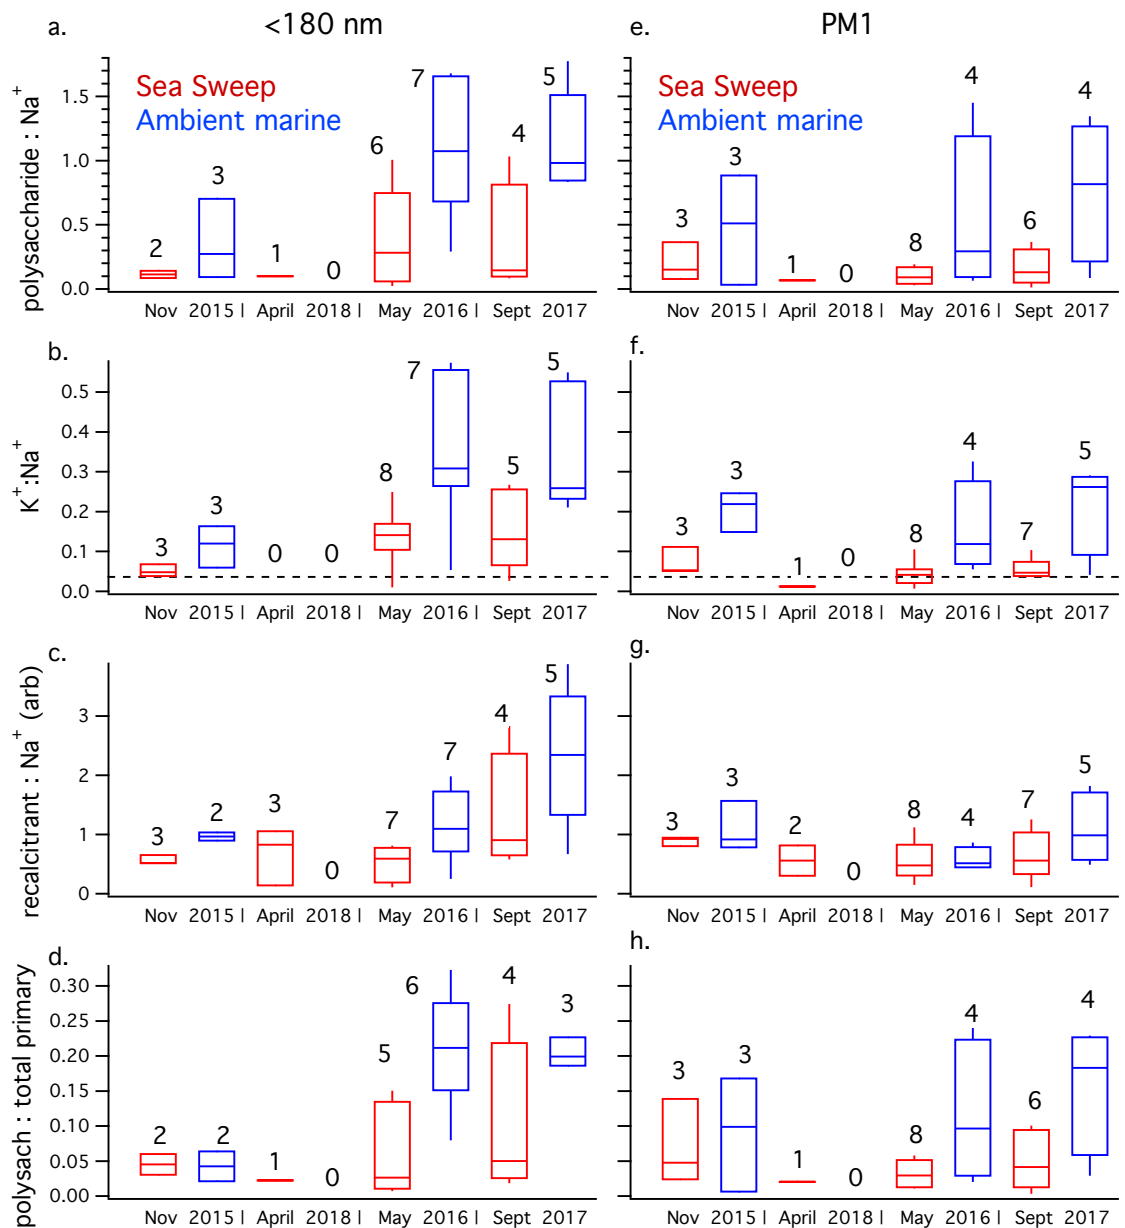 a. <180 nm e. PM1
polysaccharide : Na+
1.5
1.0
0.5
0.0
Sea Sweep
Ambient marine
2 3 1 0 6 7 4 5
Nov 2015 | April 2018 | May 2016 | Sept 2017
Sea Sweep
Ambient marine
3 3 1 0 8 4 6 4
Nov 2015 | April 2018 | May 2016 | Sept 2017
b.
K+:Na+
0.5
0.4
0.3
0.2
0.1
0.0
3 3 0 0 8 7 5 5
Nov 2015 | April 2018 | May 2016 | Sept 2017
f.
3 3 1 0 8 4 7 5
Nov 2015 | April 2018 | May 2016 | Sept 2017
c.
recalcitrant : Na+ (arb)
3
2
1
0
3 2 3 0 7 7 4 5
Nov 2015 | April 2018 | May 2016 | Sept 2017
g.
3 3 2 0 8 4 7 5
Nov 2015 | April 2018 | May 2016 | Sept 2017
d.
polysach : total primary
0.30
0.25
0.20
0.15
0.10
0.05
0.00
2 2 1 0 5 6 4 3
Nov 2015 | April 2018 | May 2016 | Sept 2017
h.
3 3 1 0 8 4 6 4
Nov 2015 | April 2018 | May 2016 | Sept 2017